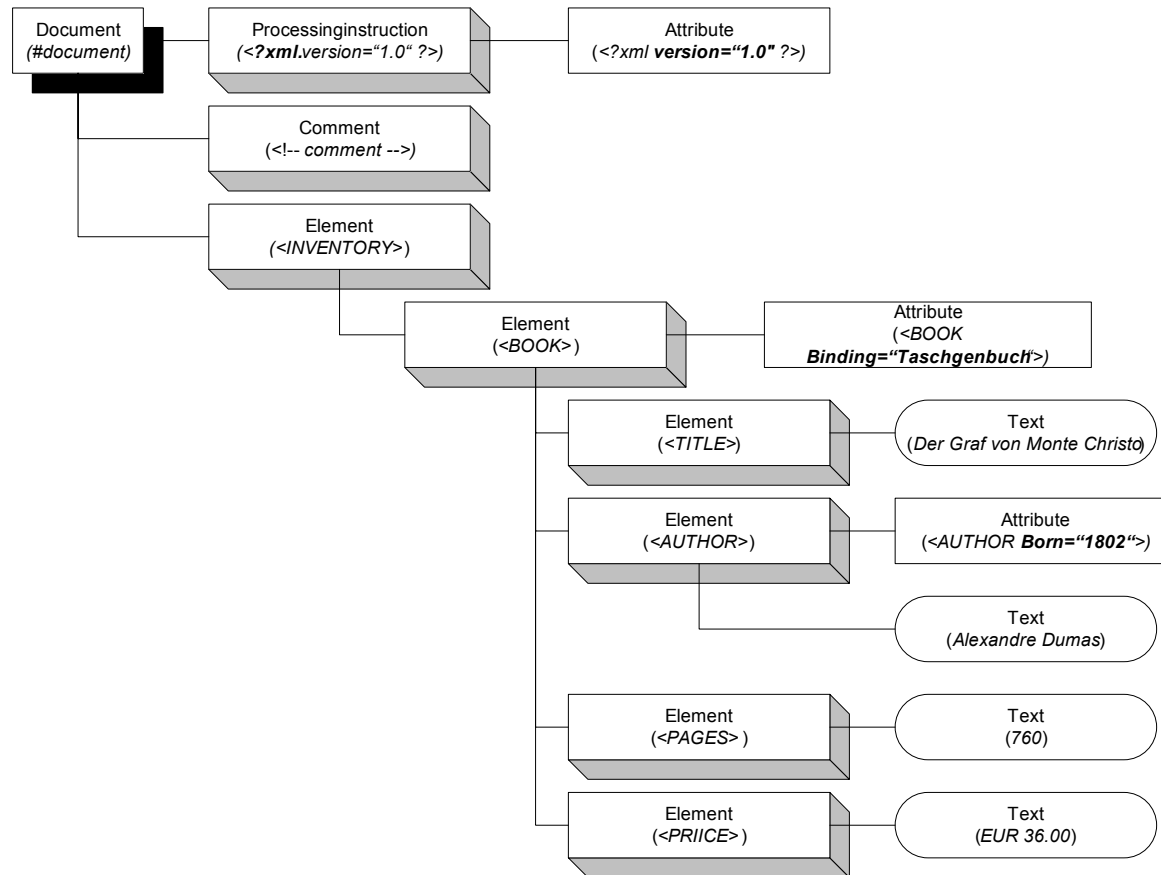 Document
(#document)
Processinginstruction
(<?xml.version=“1.0“ ?>)
Attribute
(<?xml version=“1.0" ?>)
Comment
(<!-- comment -->)
Element
(<INVENTORY>)
Element
(<BOOK>)
Attribute
(<BOOK
Binding=“Taschgenbuch“>)
Element
(<TITLE>)
Text
(Der Graf von Monte Christo)
Element
(<AUTHOR>)
Attribute
(<AUTHOR Born=“1802“>)
Text
(Alexandre Dumas)
Element
(<PAGES> )
Text
(760)
Element
(<PRIICE>)
Text
(EUR 36.00)